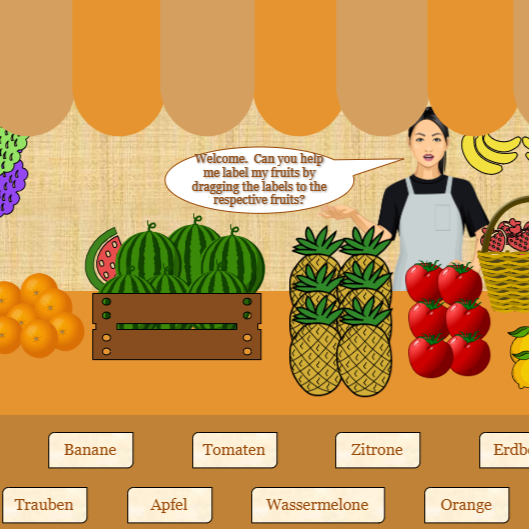 Welcome.  Can you help
me label my fruits by
dragging the labels to the
respective fruits?
Banane
Tomaten
Zitrone
Erdb
Trauben
Apfel
Wassermelone
Orange